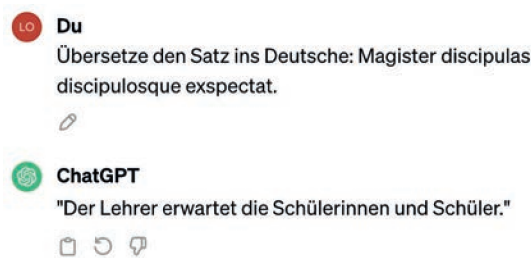 LO Du
Übersetze den Satz ins Deutsche: Magister discipulas
discipulosque exspectat.
ChatGPT
"Der Lehrer erwartet die Schülerinnen und Schüler."